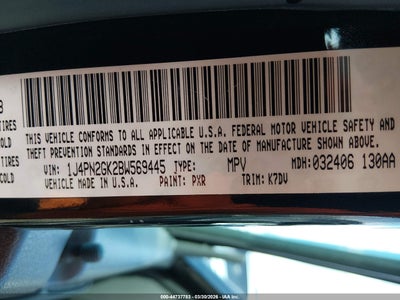 B
TIRES
COLD
TIRES
COLD
THIS VEHICLE CONFORMS TO ALL APPLICABLE U.S.A. FEDERAL MOTOR VEHICLE SAFETY AND
THEFT PREVENTION STANDARDS IN EFFECT ON THE DATE OF MANUFACTURE SHOWN ABOVE.
VIN: 1J4PN2GK2BW569445 TYPE: MPV MDH: 032406 130AA
MADE IN U.S.A. PAINT: PXR TRIM: K7DV
©000-44737783 - 03/30/2026 - IAA Inc.